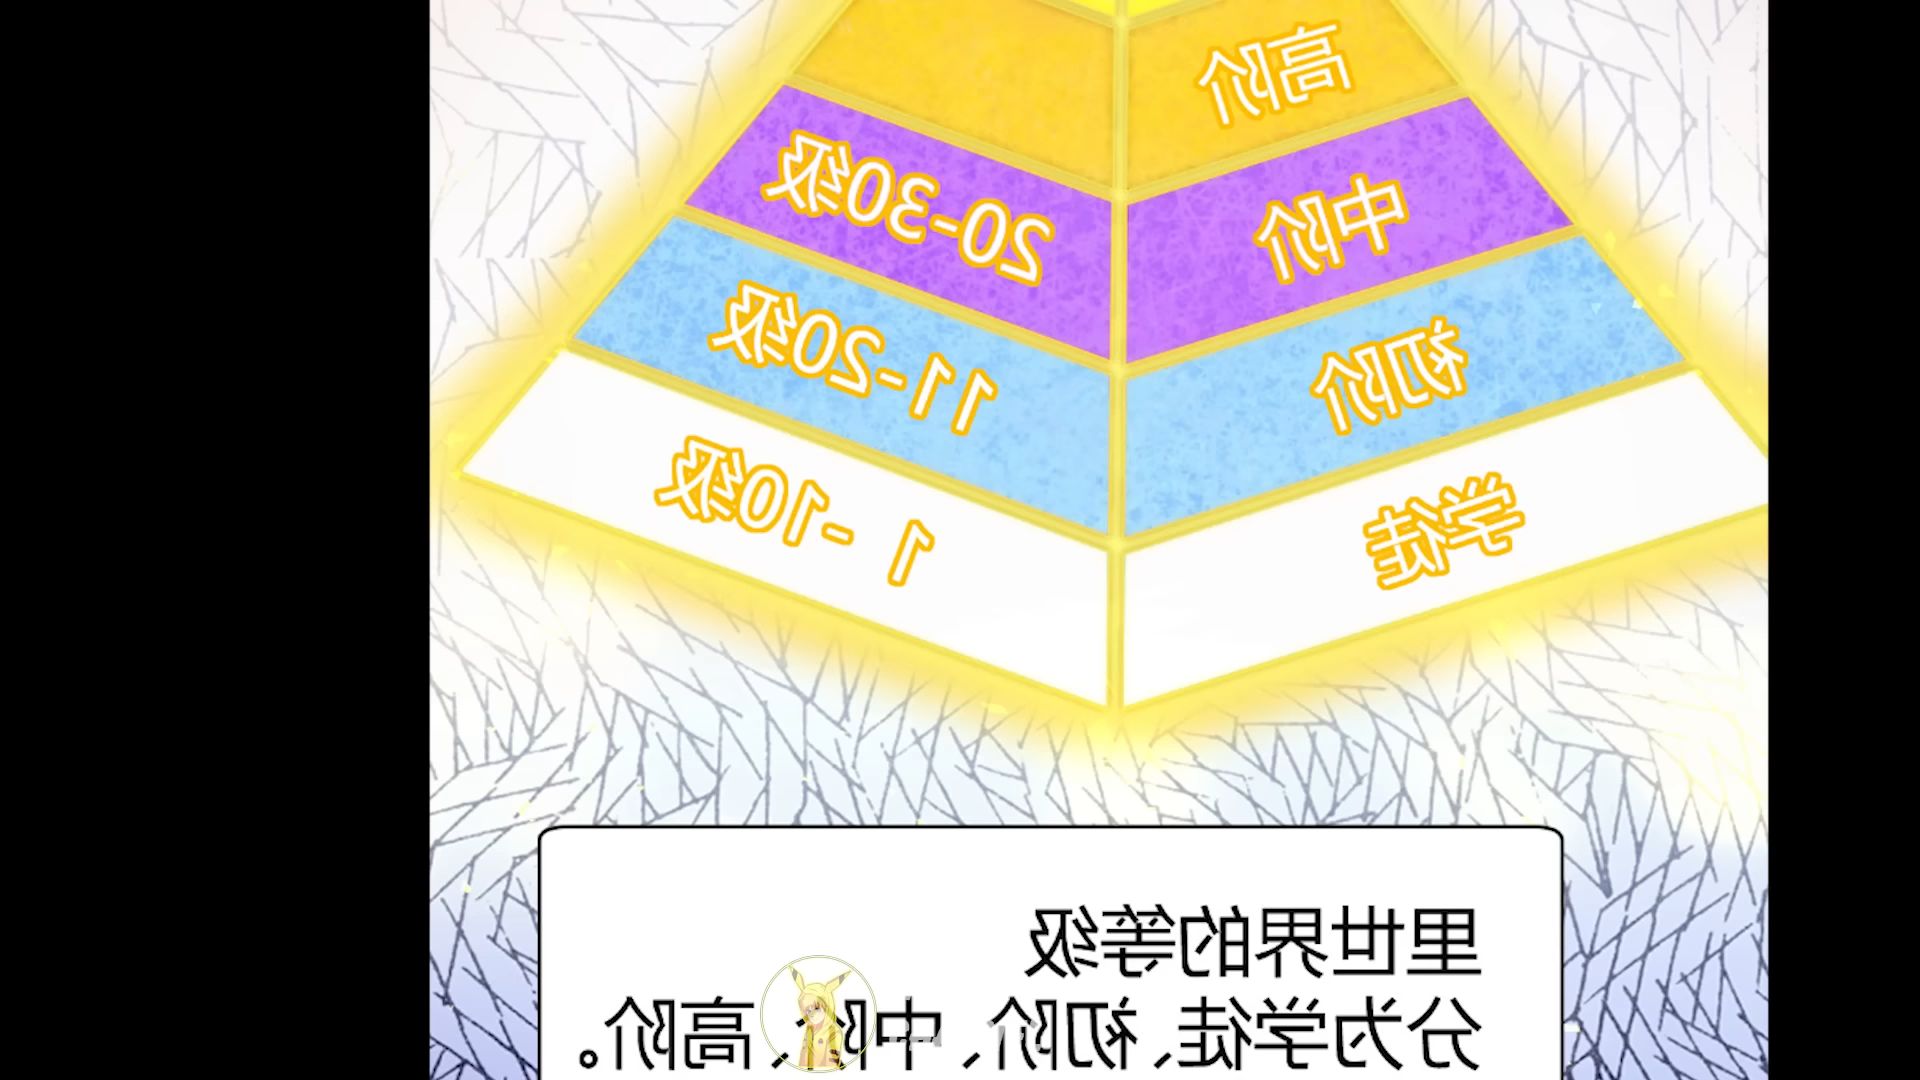 高阶
中阶
20-30级
初阶
11-20级
学徒
1 -10级
里世界的等级
分为学徒、初阶、中阶、高阶。